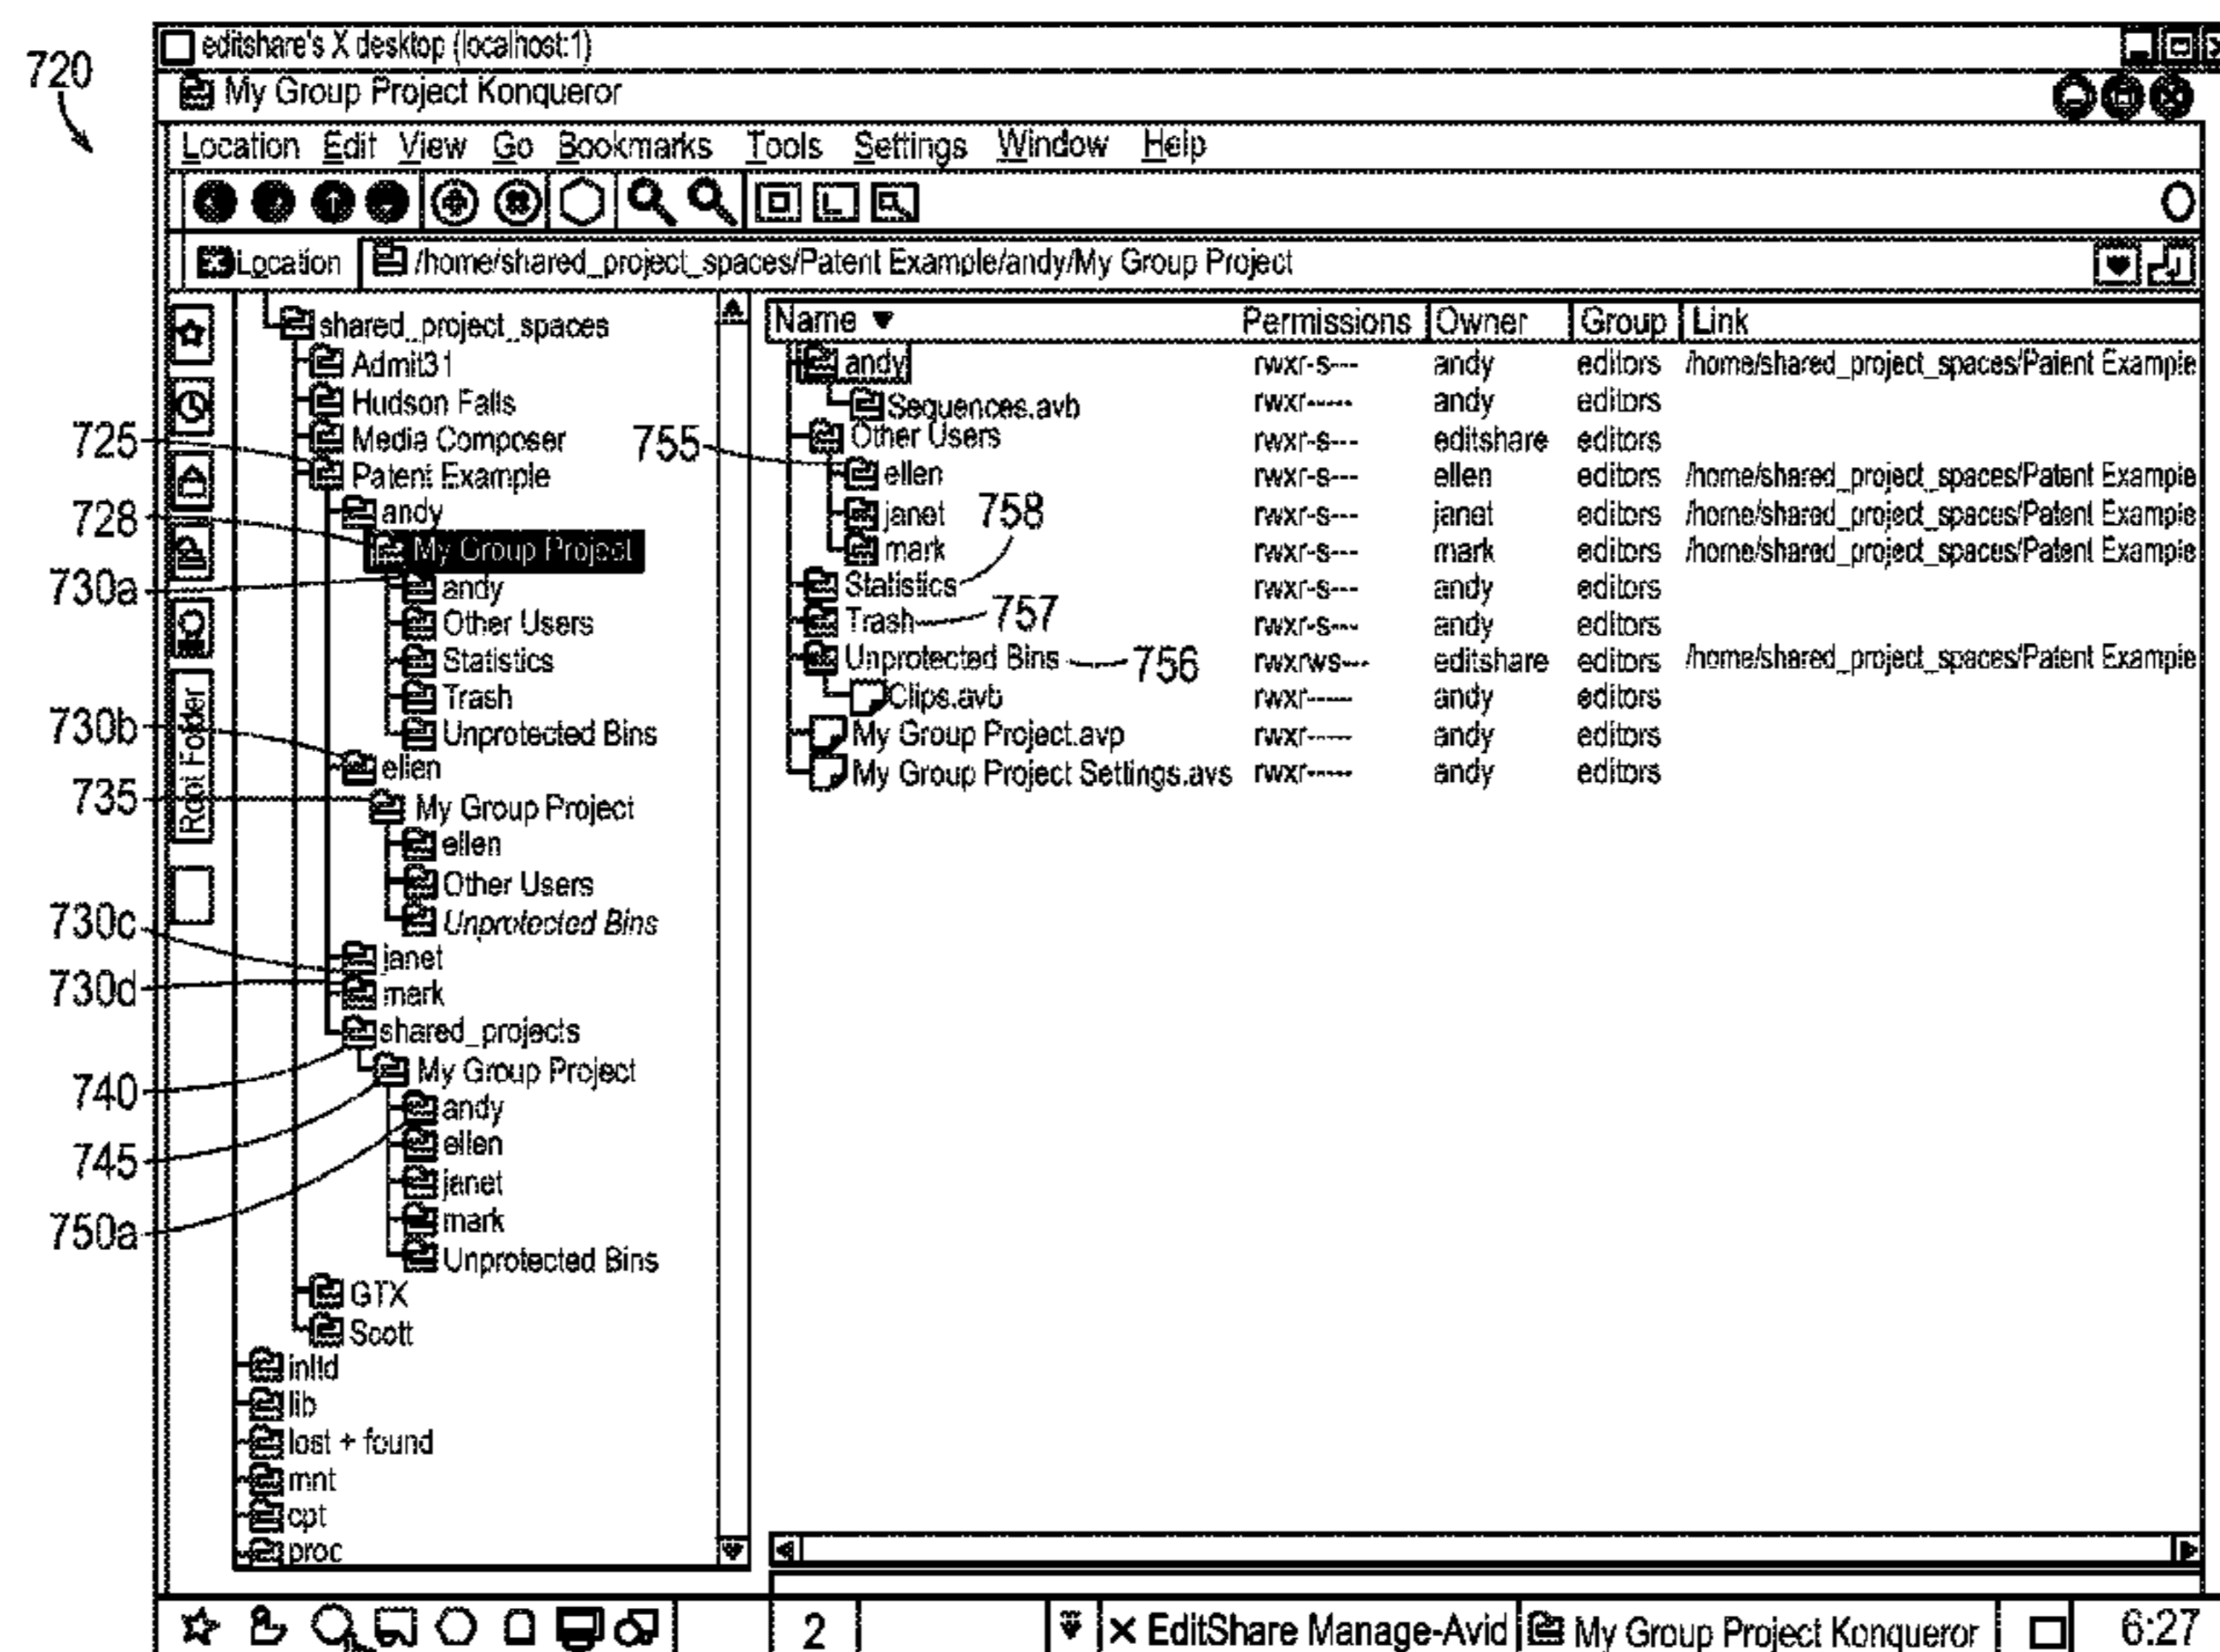 editshare's X desktop (localhost:1)
720
My Group Project Konqueror
Location Edit View Go Bookmarks Tools Settings Window Help
Location /home/shared_project_spaces/Patent Example/andy/My Group Project
Root Folder
shared_project_spaces
Admit31
Hudson Falls
Media Composer
725
Patent Example
728
andy
My Group Project
730a
andy
Other Users
Statistics
Trash
730b
Unprotected Bins
ellen
735
My Group Project
ellen
Other Users
730c
Unprotected Bins
janet
730d
mark
shared_projects
740
My Group Project
andy
745
ellen
janet
750a
mark
Unprotected Bins
GTX
Scott
lib
lost + found
mnt
cpt
proc
Name Permissions Owner Group Link
andy rwxr-s--- andy editors /home/shared_project_spaces/Patent Example
Sequences.avb rwxr----- andy editors
755
Other Users rwxr-s--- editshare editors
ellen rwxr-s--- ellen editors /home/shared_project_spaces/Patent Example
758
janet rwxr-s--- janet editors /home/shared_project_spaces/Patent Example
mark rwxr-s--- mark editors /home/shared_project_spaces/Patent Example
Statistics rwxr-s--- andy editors
757
Trash rwxr-s--- andy editors
756
Unprotected Bins rwxrws--- editshare editors /home/shared_project_spaces/Patent Example
Clips.avb rwxr----- andy editors
My Group Project.avp rwxr----- andy editors
My Group Project Settings.avs rwxr----- andy editors
2 EditShare Manage-Avid My Group Project Konqueror 6:27